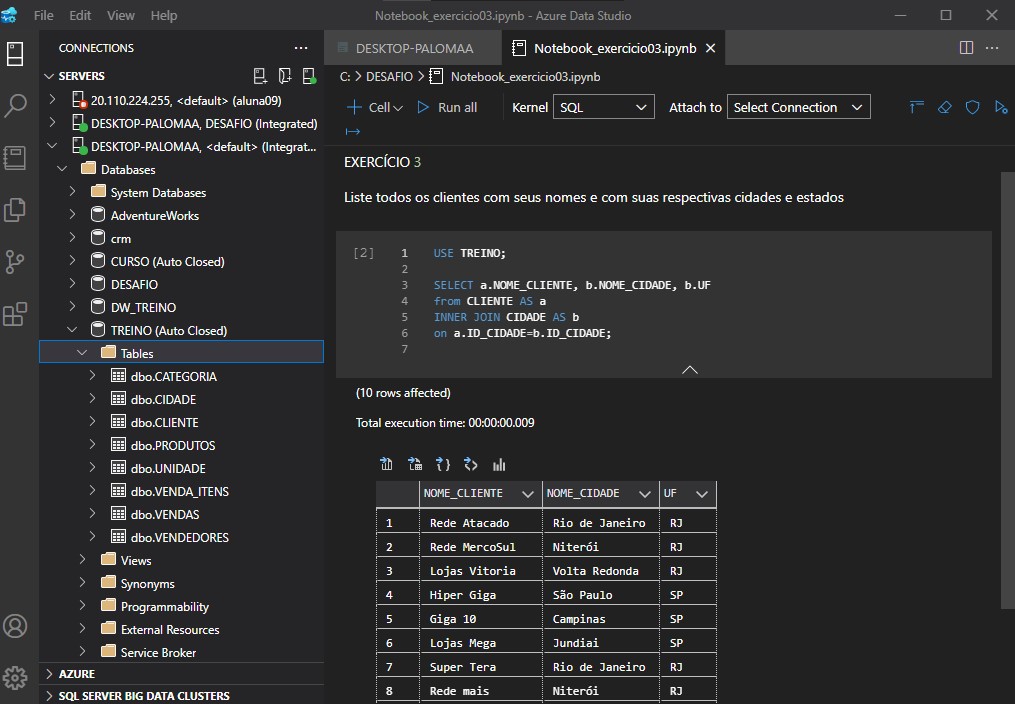 File Edit View Help
Notebook_exercicio03.ipynb - Azure Data Studio
CONNECTIONS
SERVERS
20.110.224.255, <default> (aluna09)
DESKTOP-PALOMAA, DESAFIO (Integrated)
DESKTOP-PALOMAA, <default> (Integrat...
Databases
System Databases
AdventureWorks
crm
CURSO (Auto Closed)
DESAFIO
DW_TREINO
TREINO (Auto Closed)
Tables
dbo.CATEGORIA
dbo.CIDADE
dbo.CLIENTE
dbo.PRODUTOS
dbo.UNIDADE
dbo.VENDA_ITENS
dbo.VENDAS
dbo.VENDEDORES
Views
Synonyms
Programmability
External Resources
Service Broker
AZURE
SQL SERVER BIG DATA CLUSTERS
DESKTOP-PALOMAA
Notebook_exercicio03.ipynb
C: > DESAFIO > Notebook_exercicio03.ipynb
Cell Run all Kernel SQL Attach to Select Connection
EXERCÍCIO 3
Liste todos os clientes com seus nomes e com suas respectivas cidades e estados
[2]
1 USE TREINO;
2
3 SELECT a.NOME_CLIENTE, b.NOME_CIDADE, b.UF
4 from CLIENTE AS a
5 INNER JOIN CIDADE AS b
6 on a.ID_CIDADE=b.ID_CIDADE;
7
(10 rows affected)
Total execution time: 00:00:00.009
NOME_CLIENTE NOME_CIDADE UF
1 Rede Atacado Rio de Janeiro RJ
2 Rede MercoSul Niterói RJ
3 Lojas Vitoria Volta Redonda RJ
4 Hiper Giga São Paulo SP
5 Giga 10 Campinas SP
6 Lojas Mega Jundiai SP
7 Super Tera Rio de Janeiro RJ
8 Rede mais Niterói RJ